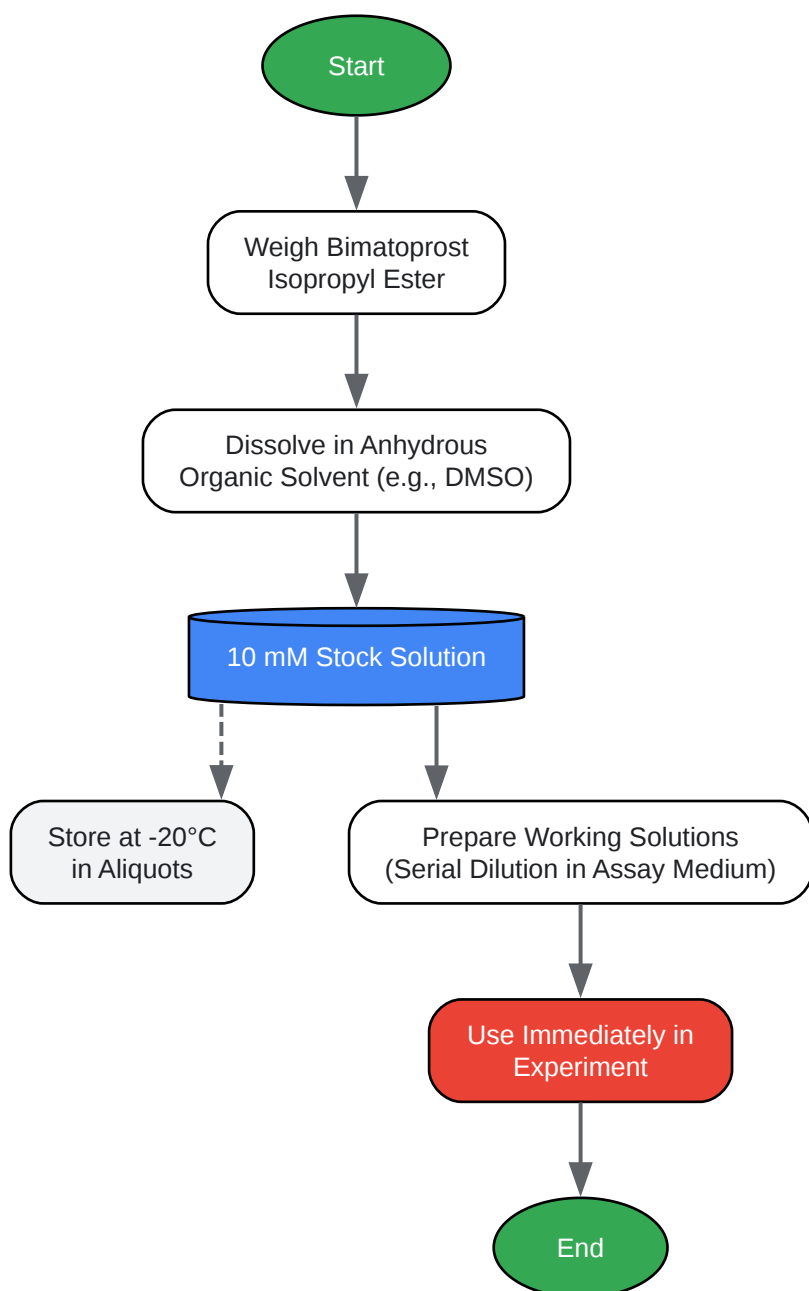 Start
Weigh Bimatoprost
Isopropyl Ester
Dissolve in Anhydrous
Organic Solvent (e.g., DMSO)
10 mM Stock Solution
Store at -20°C
in Aliquots
Prepare Working Solutions
(Serial Dilution in Assay Medium)
Use Immediately in
Experiment
End